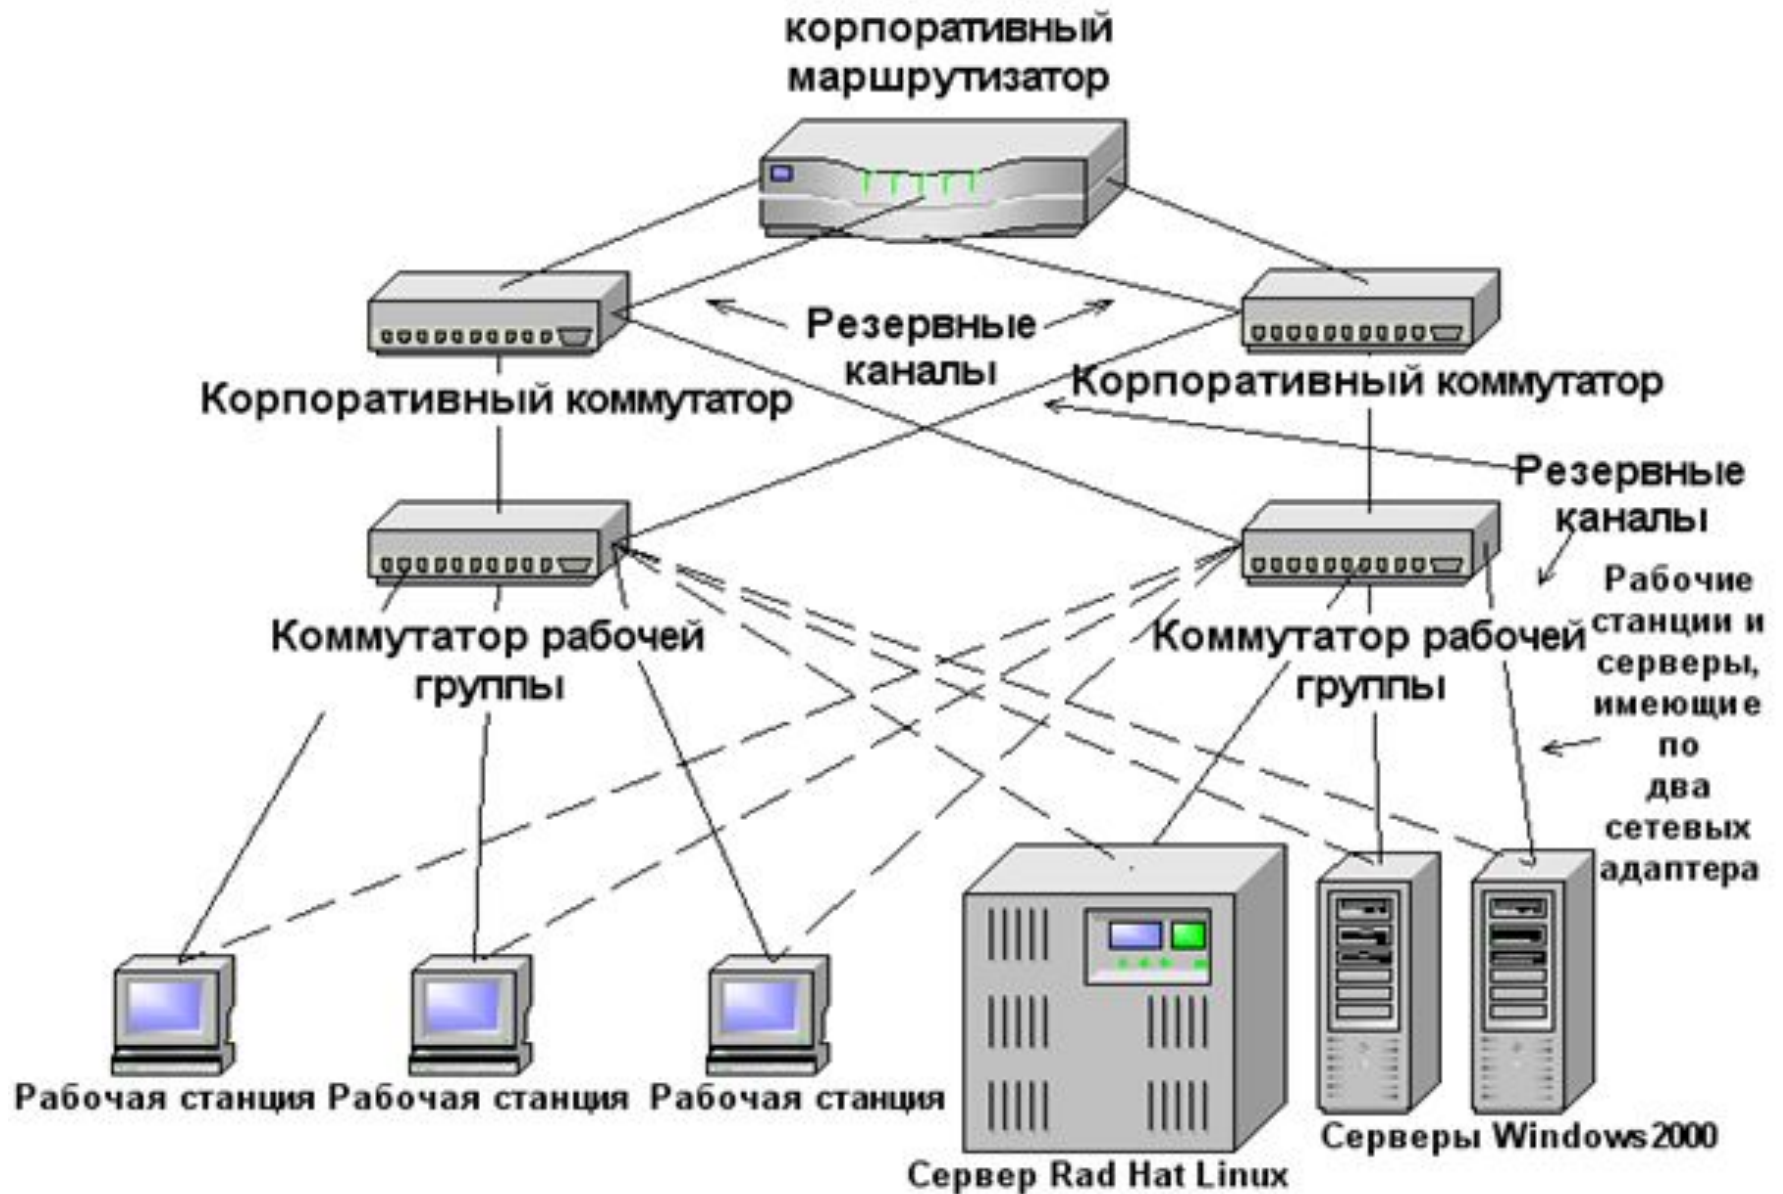 корпоративный
маршрутизатор
Резервные
каналы
Корпоративный коммутатор
Корпоративный коммутатор
Резервные
каналы
Коммутатор рабочей
группы
Коммутатор рабочей
группы
Рабочие
станции и
серверы,
имеющие
по
два
сетевых
адаптера
Рабочая станция
Рабочая станция
Рабочая станция
Сервер Rad Hat Linux
Серверы Windows2000